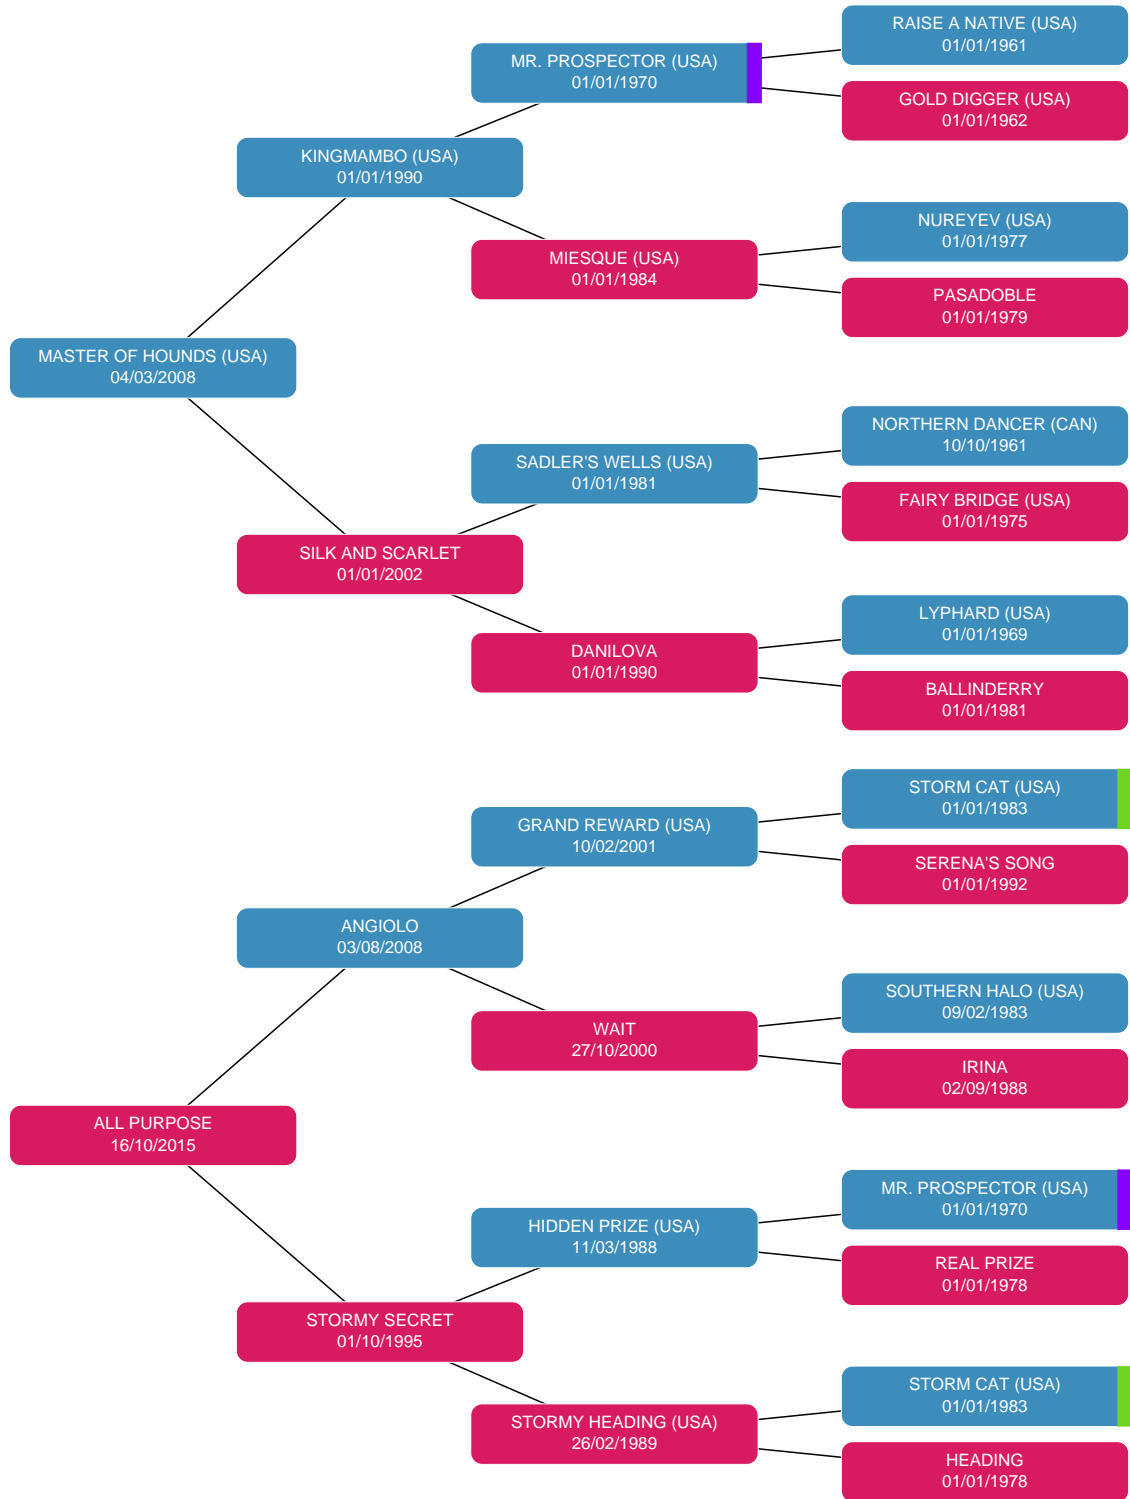 RAISE A NATIVE (USA)
01/01/1961
MR. PROSPECTOR (USA)
01/01/1970
GOLD DIGGER (USA)
01/01/1962
KINGMAMBO (USA)
01/01/1990
NUREYEV (USA)
01/01/1977
MIESQUE (USA)
01/01/1984
PASADOBLE
01/01/1979
MASTER OF HOUNDS (USA)
04/03/2008
NORTHERN DANCER (CAN)
10/10/1961
SADLER'S WELLS (USA)
01/01/1981
FAIRY BRIDGE (USA)
01/01/1975
SILK AND SCARLET
01/01/2002
LYPHARD (USA)
01/01/1969
DANILOVA
01/01/1990
BALLINDERRY
01/01/1981
STORM CAT (USA)
01/01/1983
GRAND REWARD (USA)
10/02/2001
SERENA'S SONG
01/01/1992
ANGIOLO
03/08/2008
SOUTHERN HALO (USA)
09/02/1983
WAIT
27/10/2000
IRINA
02/09/1988
ALL PURPOSE
16/10/2015
MR. PROSPECTOR (USA)
01/01/1970
HIDDEN PRIZE (USA)
11/03/1988
REAL PRIZE
01/01/1978
STORMY SECRET
01/10/1995
STORM CAT (USA)
01/01/1983
STORMY HEADING (USA)
26/02/1989
HEADING
01/01/1978